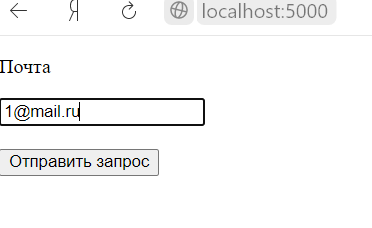 localhost:5000
Почта
1@mail.ru
Отправить запрос